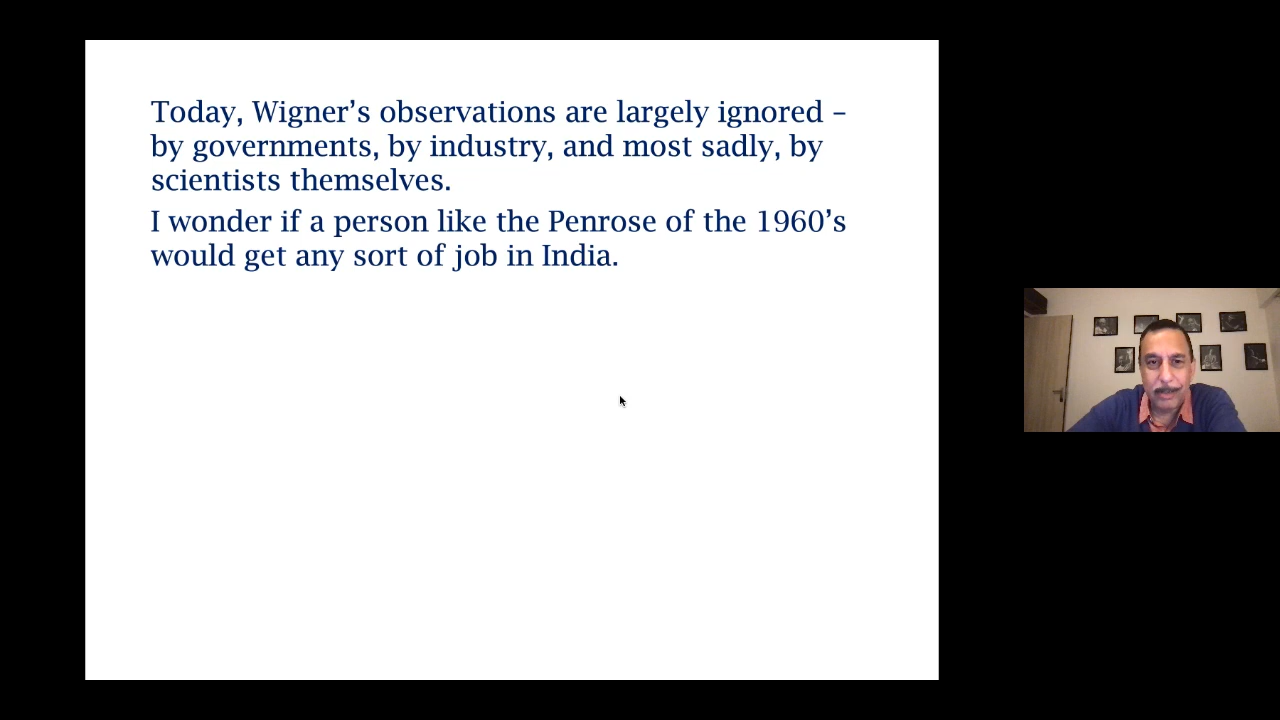 Today, Wigner’s observations are largely ignored –
by governments, by industry, and most sadly, by
scientists themselves.
I wonder if a person like the Penrose of the 1960’s
would get any sort of job in India.